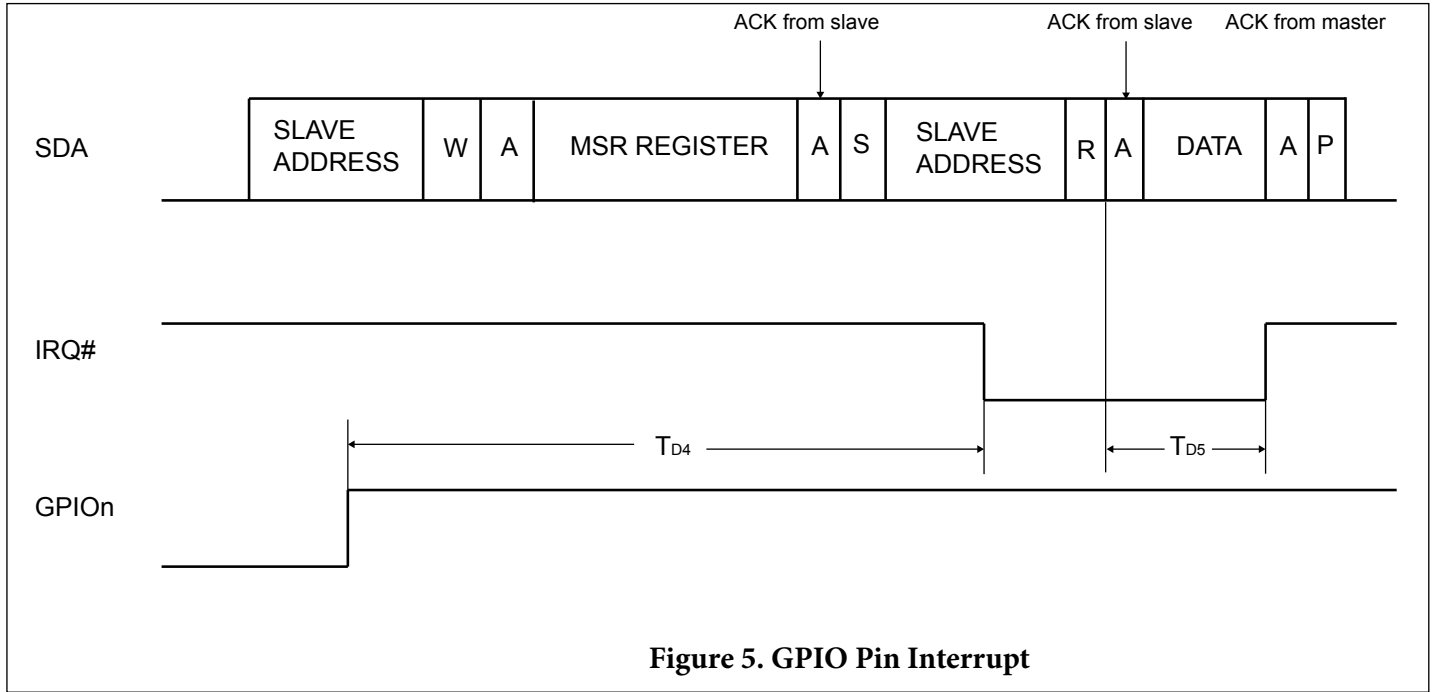 ACK from slave ACK from slave ACK from master
SDA SLAVE ADDRESS W A MSR REGISTER A S SLAVE ADDRESS R A DATA A P
IRQ#
TD4 TD5
GPIOn
Figure 5. GPIO Pin Interrupt